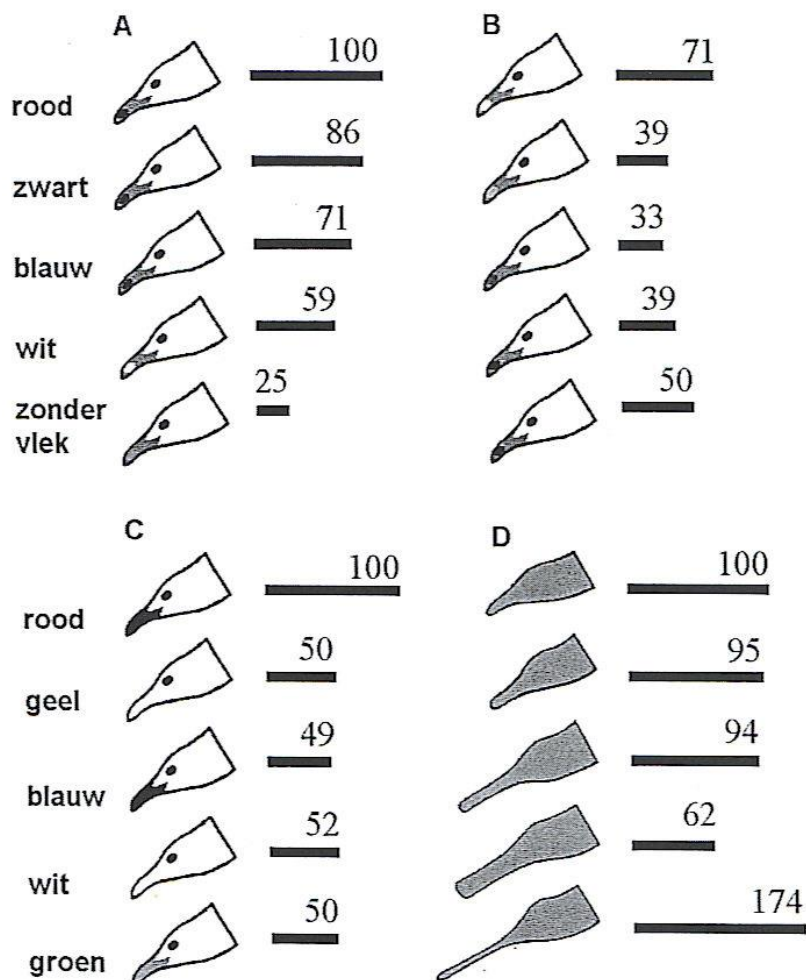 A
B
100
71
rood
86
39
zwart
71
33
blauw
59
39
wit
25
50
zonder
vlek
C
D
100
100
rood
50
95
geel
49
94
blauw
52
62
wit
50
174
groen